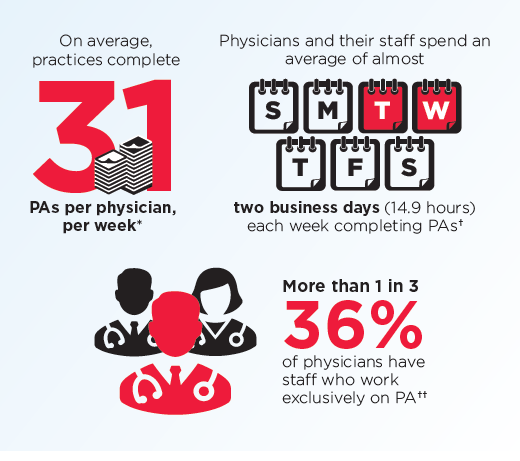 On average,
practices complete
31
PAs per physician,
per week*
Physicians and their staff spend an
average of almost
S M T W
T F S
two business days (14.9 hours)
each week completing PAs†
More than 1 in 3
36%
of physicians have
staff who work
exclusively on PA††